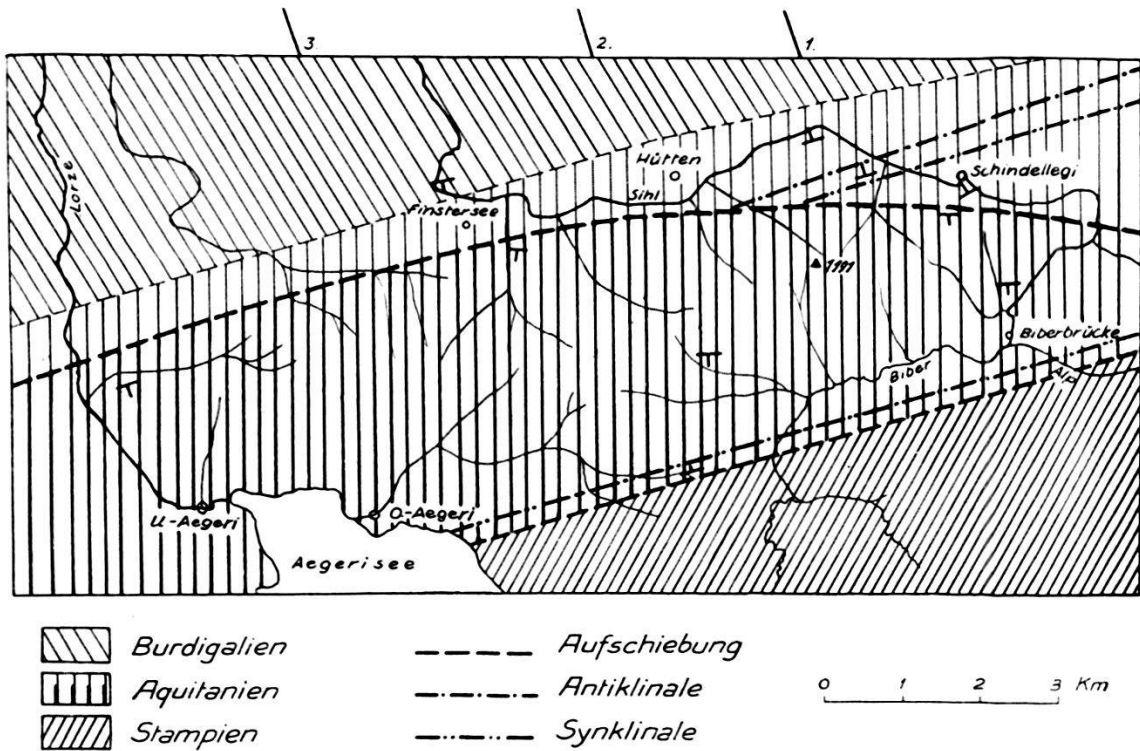 3.
2.
1.
Lorze
Hütten
Schindellegi
Sihl
Finstersee
1191
Biberbrücke
Biber
Alp
U-Aegeri
O-Aegeri
Aegerisee
Burdigalien
Aufschiebung
Aquitanien
Antiklinale
0 1 2 3 Km
Stampien
Synklinale